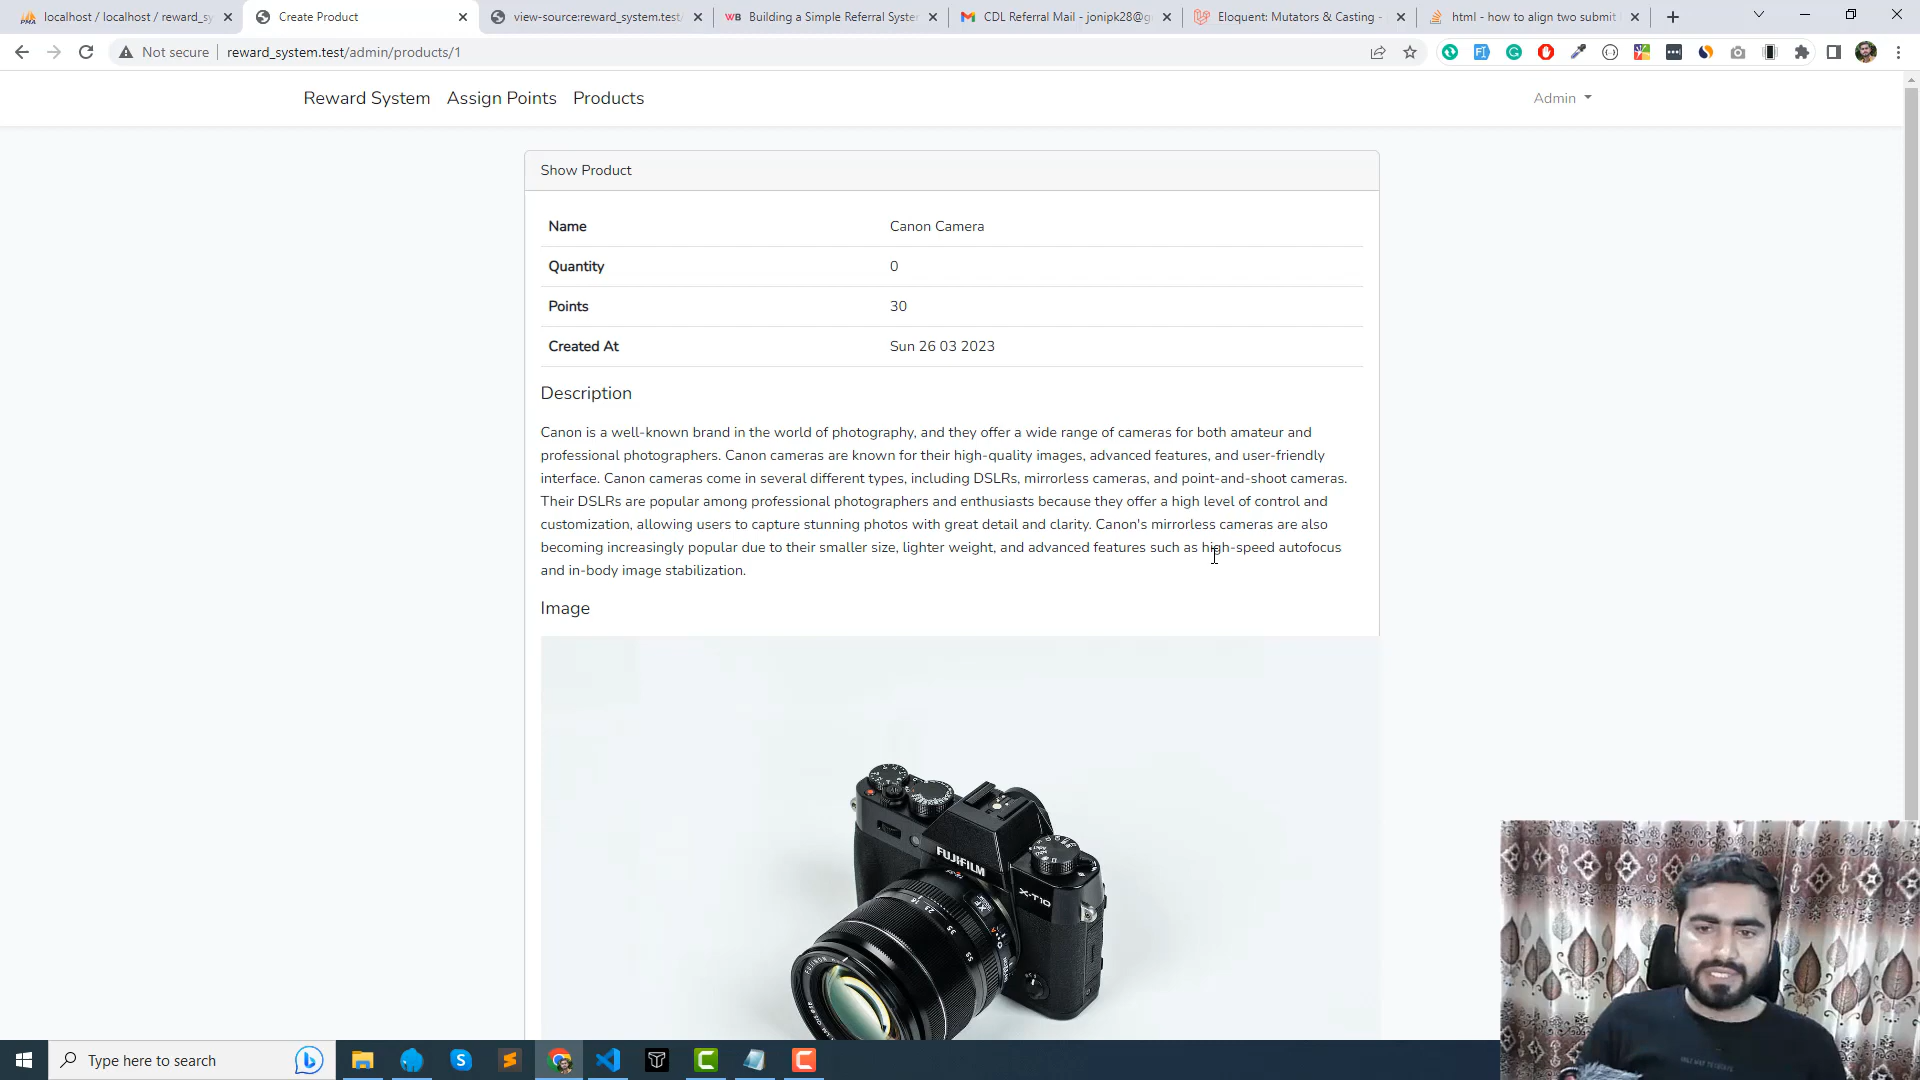 localhost / localhost / reward_sy
Create Product
view-source:reward_system.test/
Building a Simple Referral Syste
CDL Referral Mail - jonipk28@g
Eloquent: Mutators & Casting -
html - how to align two submit
Not secure
reward_system.test/admin/products/1
Reward System Assign Points Products
Admin
Show Product
Name Canon Camera
Quantity 0
Points 30
Created At Sun 26 03 2023
Description
Canon is a well-known brand in the world of photography, and they offer a wide range of cameras for both amateur and
professional photographers. Canon cameras are known for their high-quality images, advanced features, and user-friendly
interface. Canon cameras come in several different types, including DSLRs, mirrorless cameras, and point-and-shoot cameras.
Their DSLRs are popular among professional photographers and enthusiasts because they offer a high level of control and
customization, allowing users to capture stunning photos with great detail and clarity. Canon's mirrorless cameras are also
becoming increasingly popular due to their smaller size, lighter weight, and advanced features such as high-speed autofocus
and in-body image stabilization.
Image
FUJIFILM
X-T10
Type here to search